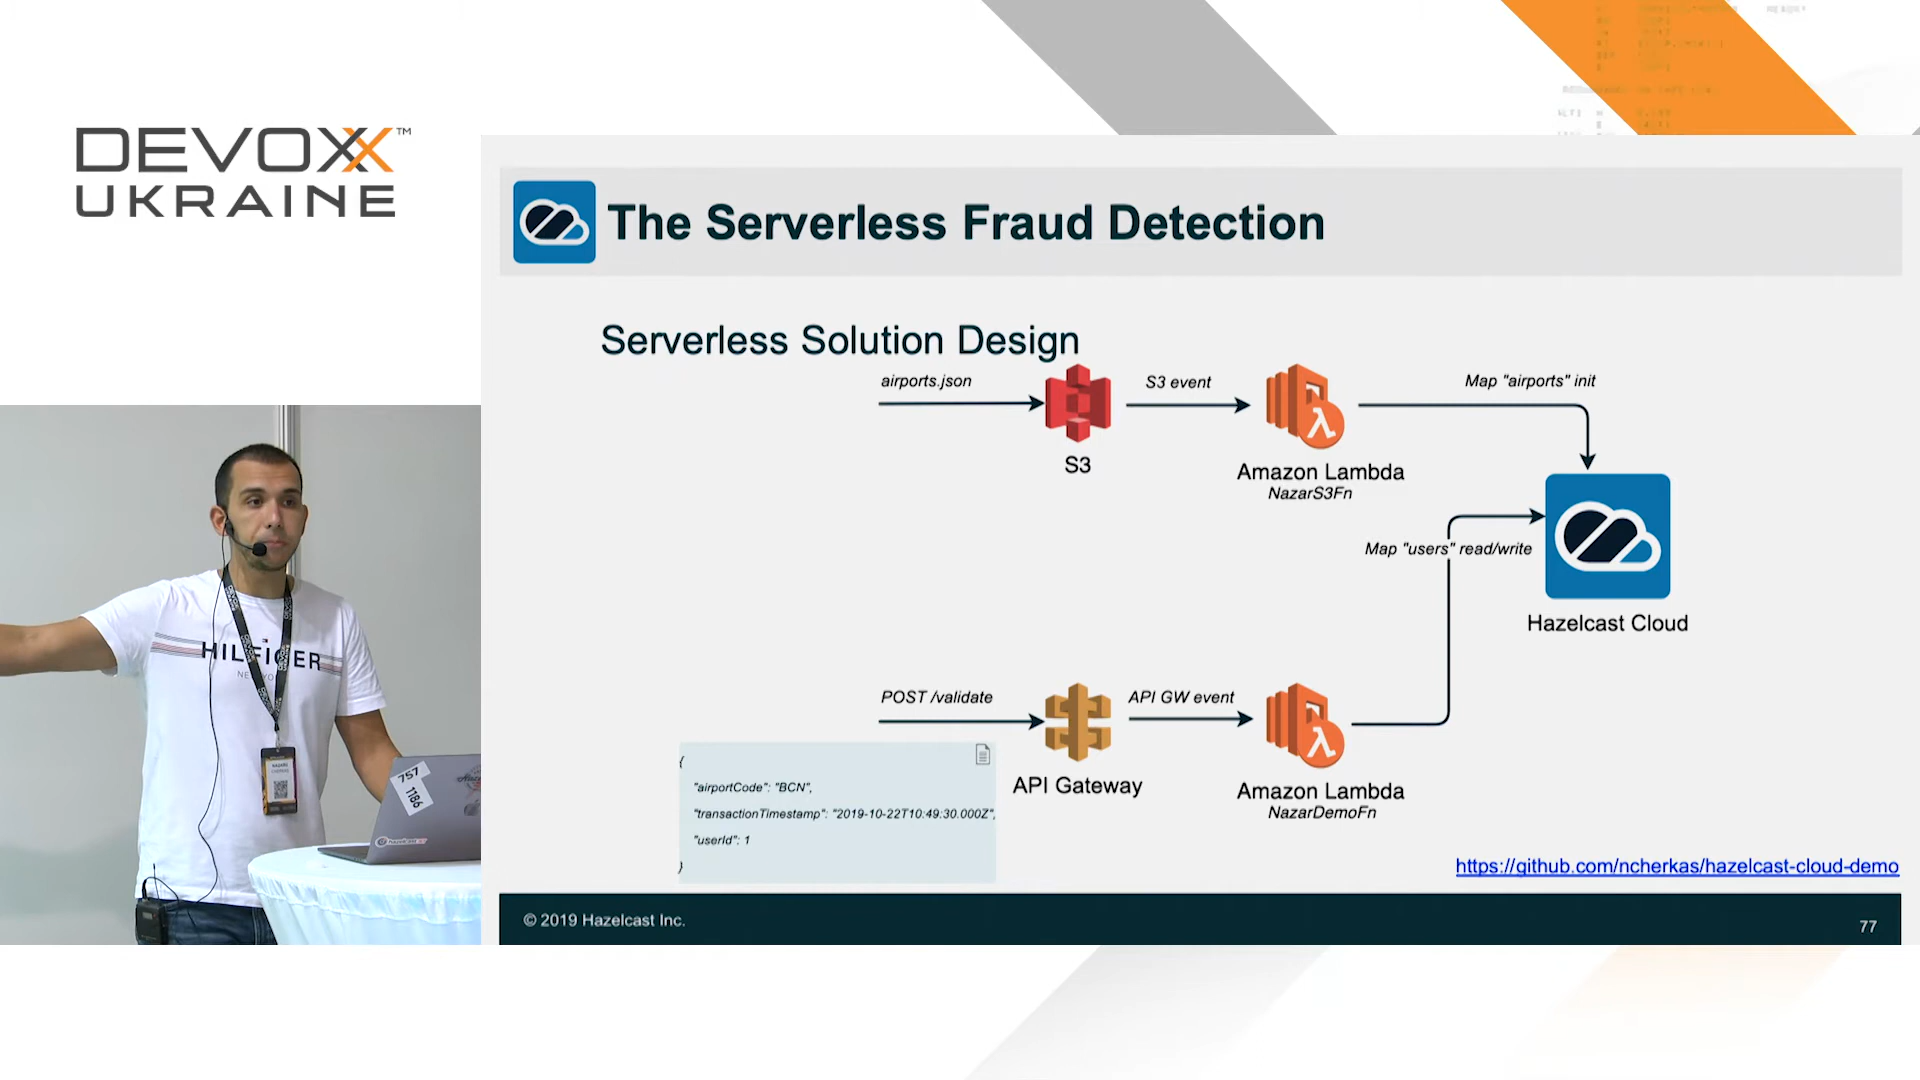 DEVOXX™
UKRAINE
The Serverless Fraud Detection
Serverless Solution Design
airports.json
S3 event
Map "airports" init
S3
Amazon Lambda
NazarS3Fn
Map "users" read/write
Hazelcast Cloud
POST /validate
API GW event
{
"airportCode": "BCN",
"transactionTimestamp": "2019-10-22T10:49:30.000Z",
"userId": 1
}
API Gateway
Amazon Lambda
NazarDemoFn
https://github.com/ncherkas/hazelcast-cloud-demo
© 2019 Hazelcast Inc.
77
HILFIGER
757
1186